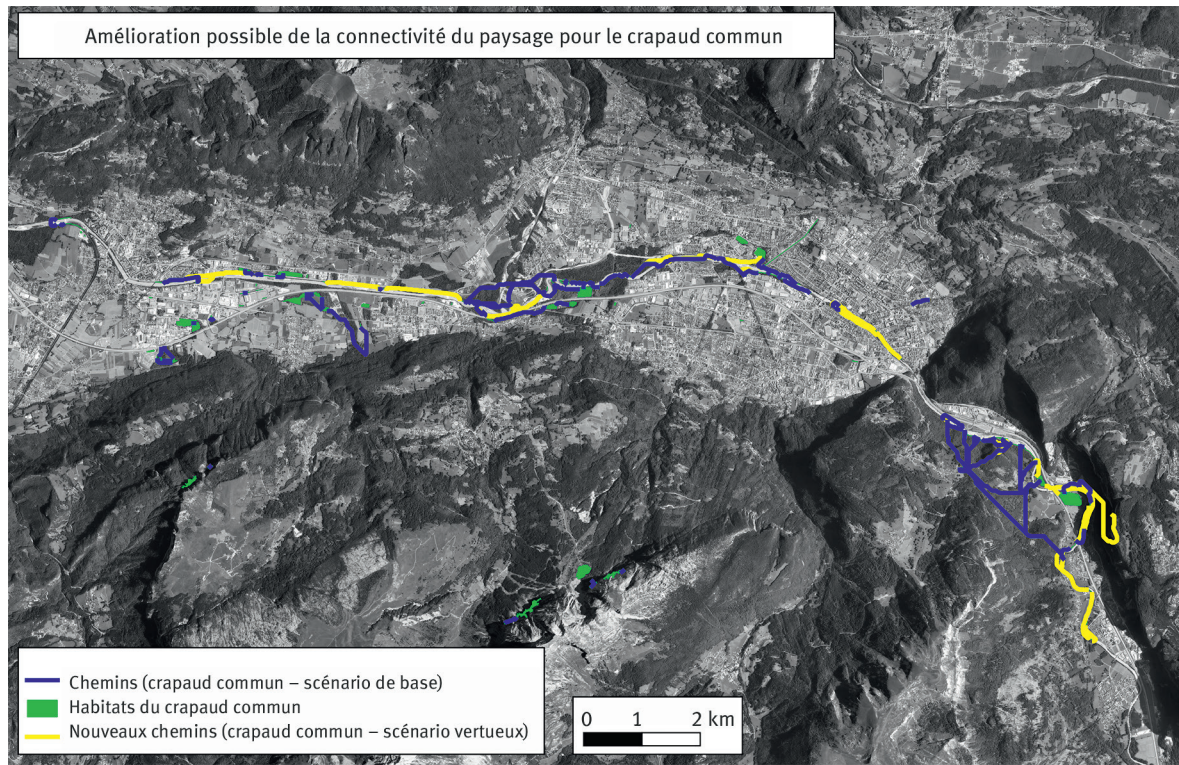 Amélioration possible de la connectivité du paysage pour le crapaud commun
Chemins (crapaud commun – scénario de base)
Habitats du crapaud commun
Nouveaux chemins (crapaud commun – scénario vertueux)
0 1 2 km